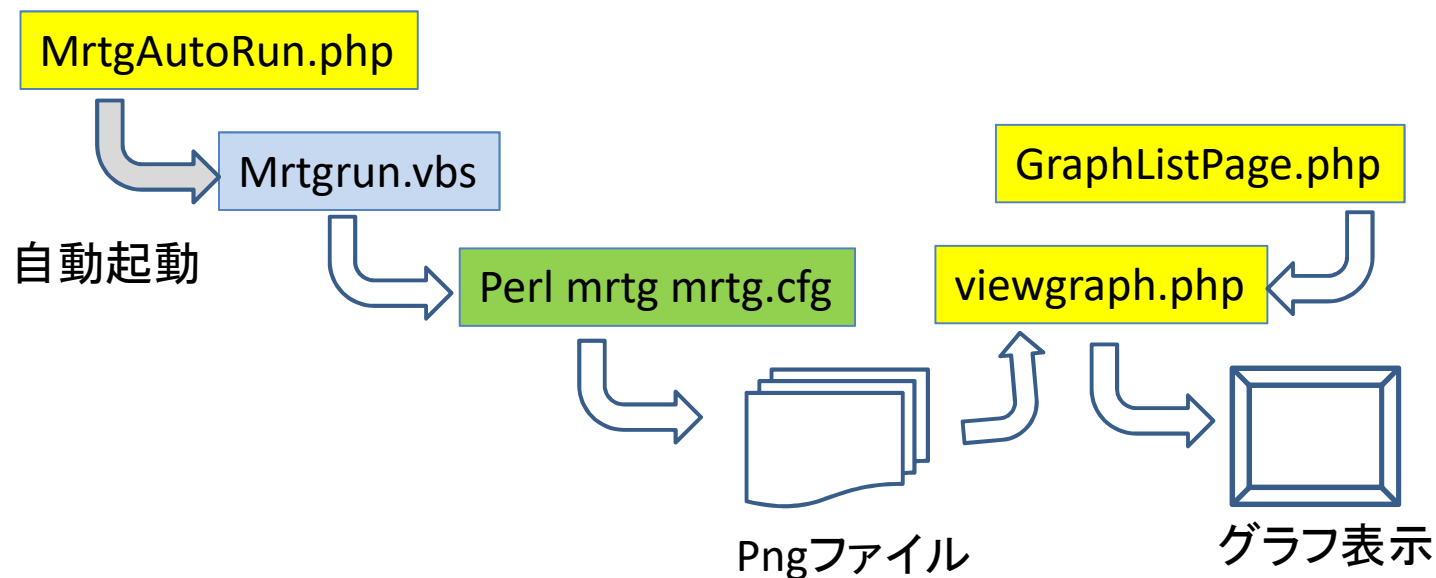 MrtgAutoRun.php
Mrtgrun.vbs
GraphListPage.php
自動起動
Perl mrtg mrtg.cfg
viewgraph.php
Pngファイル
グラフ表示